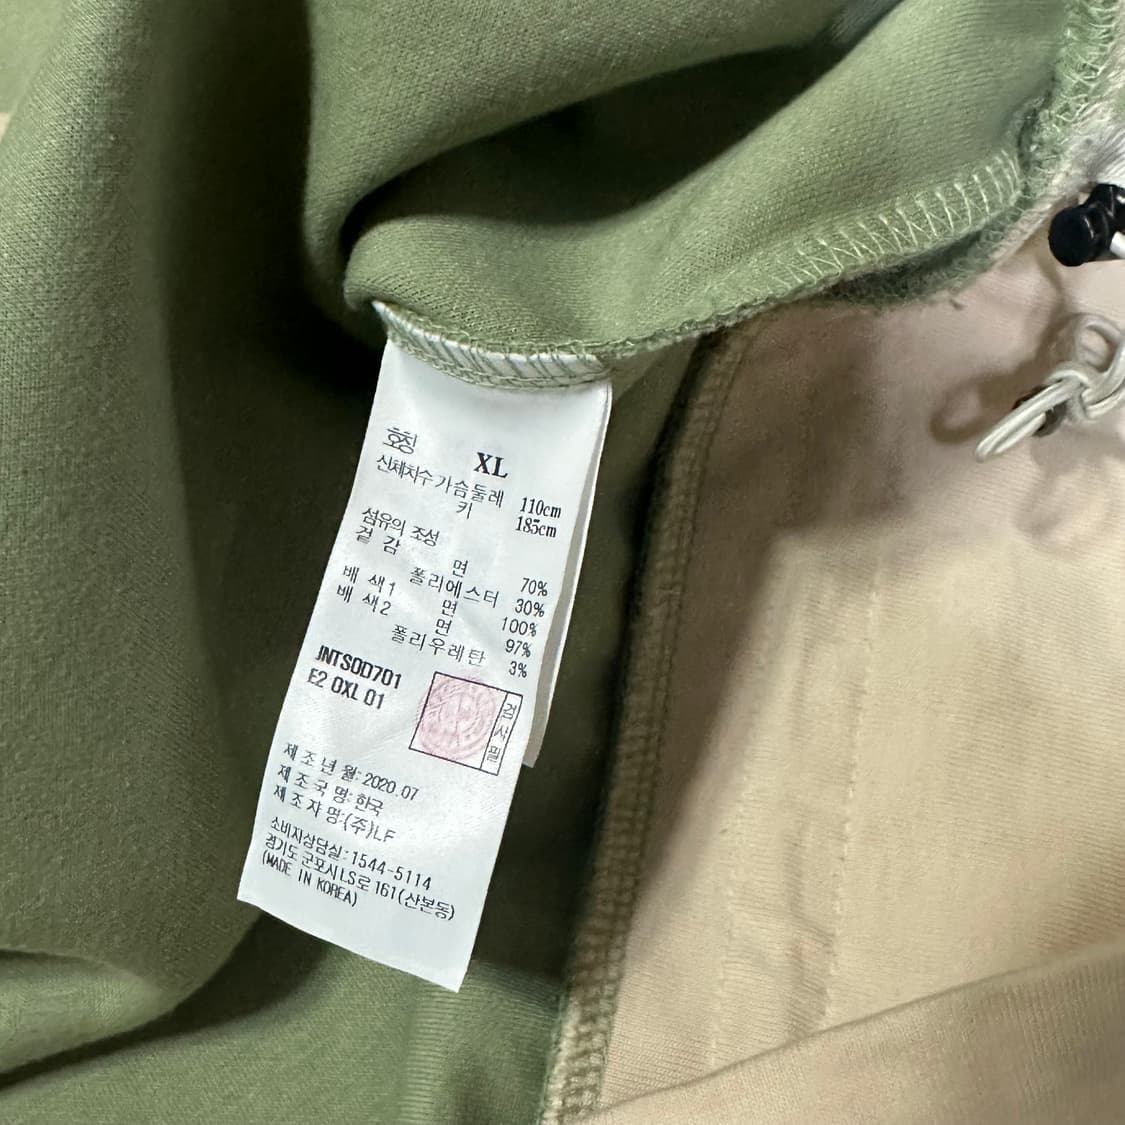 호칭 XL
신체치수 가슴둘레 110cm
키 185cm
섬유의 조성
겉 감 면 70%
폴리에스터 30%
배 색1 면 100%
배 색2 면 97%
폴리우레탄 3%
JNTS0D701
E2 0XL 01
검사필
제 조 년 월: 2020.07
제 조 국 명: 한국
제 조 자 명:(주)LF
소비자상담실: 1544-5114
경기도 군포시 LS로 161(산본동)
(MADE IN KOREA)